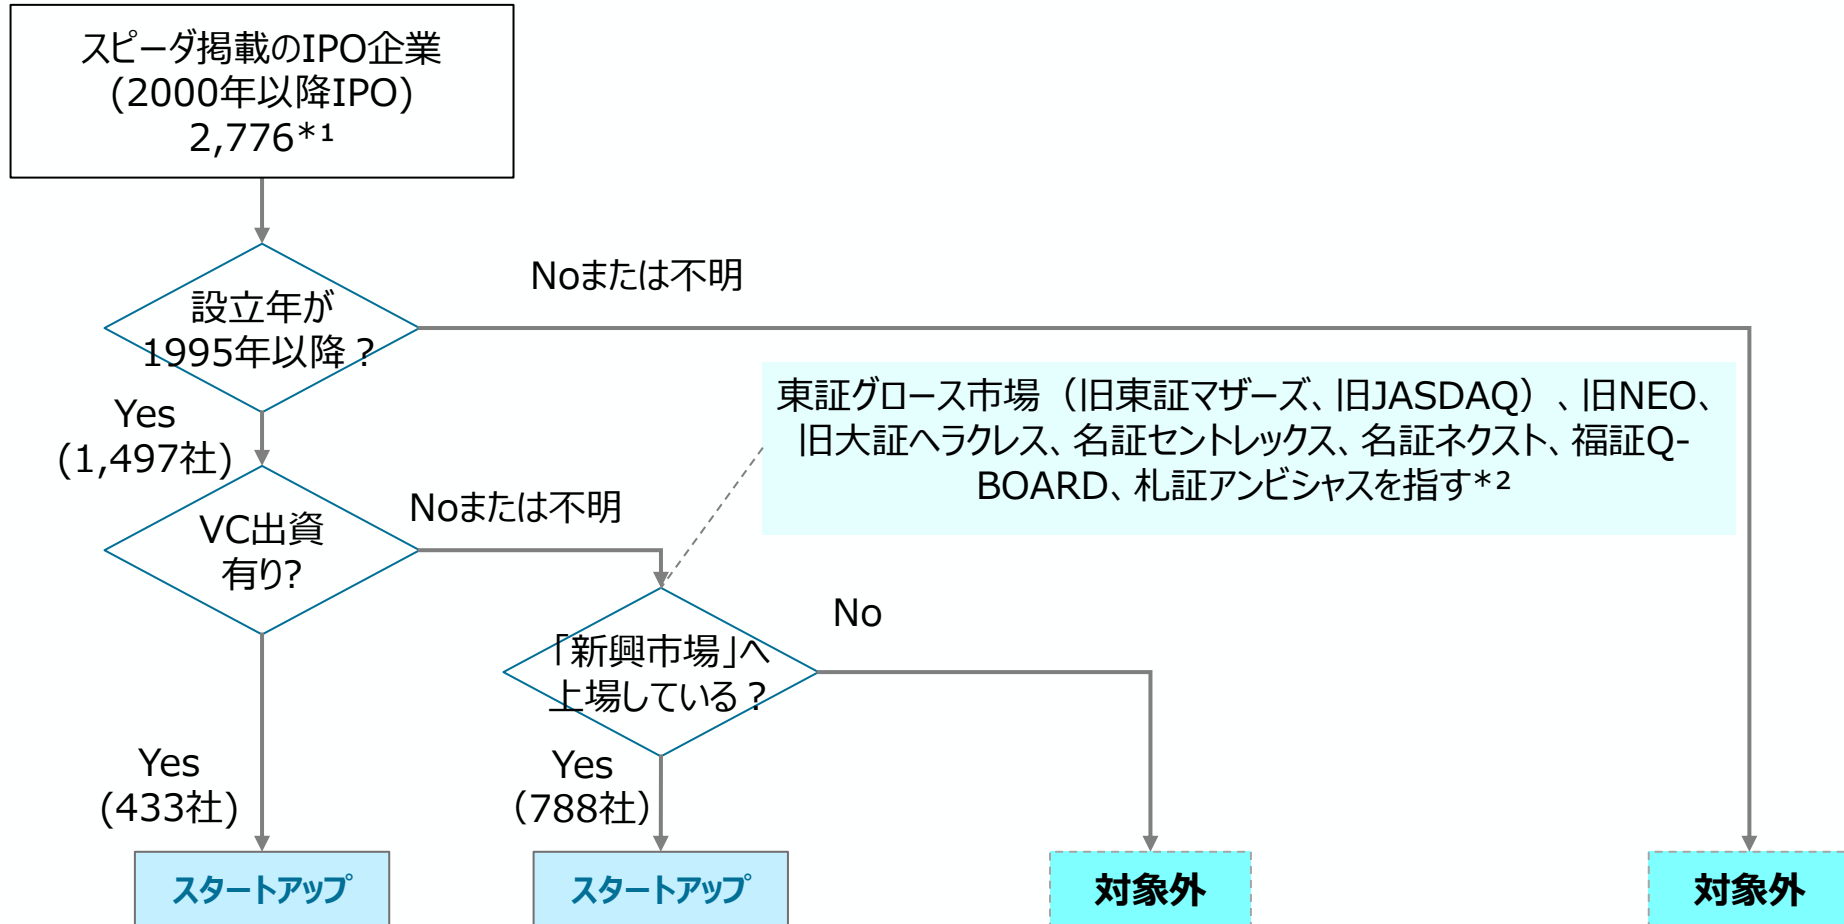 スピーダ掲載のIPO企業
(2000年以降IPO)
2,776*¹
Noまたは不明
設立年が
1995年以降？
東証グロース市場（旧東証マザーズ、旧JASDAQ）、旧NEO、
旧大証ヘラクレス、名証セントレックス、名証ネクスト、福証Q-
BOARD、札証アンビシャスを指す*²
Yes
(1,497社)
Noまたは不明
VC出資
有り?
No
「新興市場」へ
上場している？
Yes
(433社)
Yes
（788社）
スタートアップ
スタートアップ
対象外
対象外